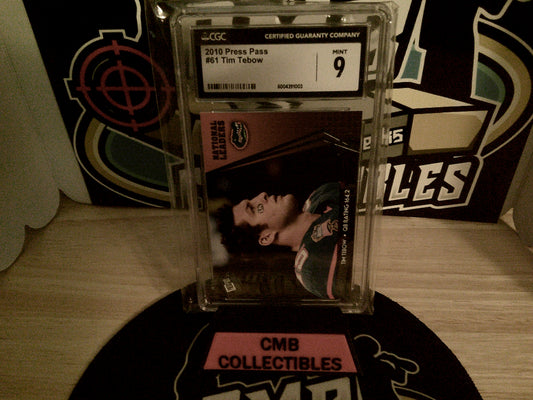 CGC
CERTIFIED GUARANTY COMPANY
2010 Press Pass
#61 Tim Tebow
MINT
9
6004391003
NATIONAL
LEADERS
TIM TEBOW • QB RATING 164.2
CMB
COLLECTIBLES